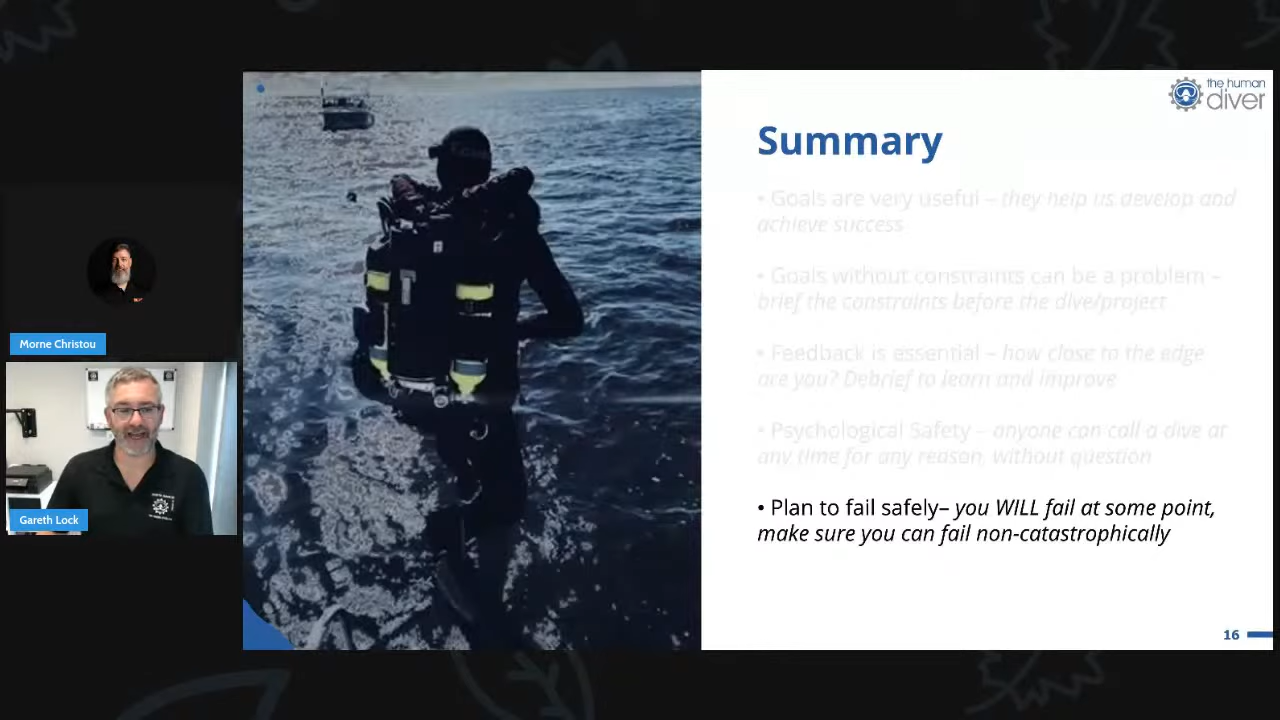 the human
diver
Summary
• Goals are very useful – they help us develop and
achieve success
• Goals without constraints can be a problem –
brief the constraints before the dive/project
• Feedback is essential – how close to the edge
are you? Debrief to learn and improve
• Psychological Safety – anyone can call a dive at
any time for any reason, without question
• Plan to fail safely– you WILL fail at some point,
make sure you can fail non-catastrophically
16
Morne Christou
Gareth Lock